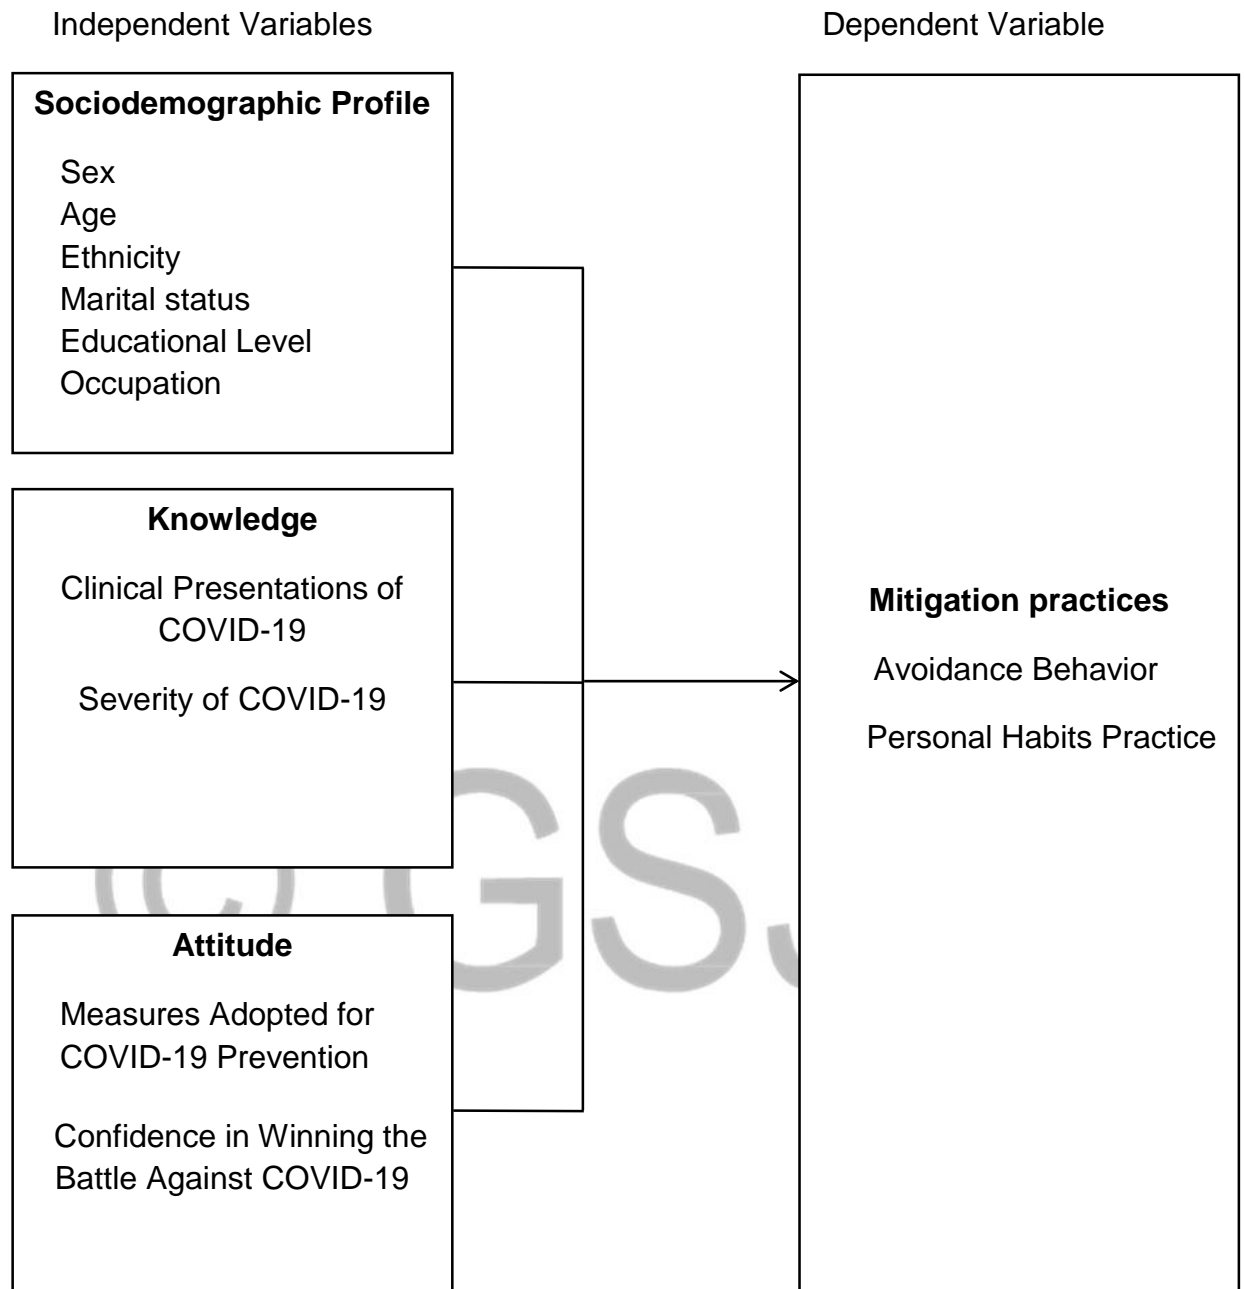 Independent Variables
Dependent Variable
Sociodemographic Profile
Sex
Age
Ethnicity
Marital status
Educational Level
Occupation
Knowledge
Clinical Presentations of
COVID-19
Severity of COVID-19
Attitude
Measures Adopted for
COVID-19 Prevention
Confidence in Winning the
Battle Against COVID-19
Mitigation practices
Avoidance Behavior
Personal Habits Practice
© GSJ